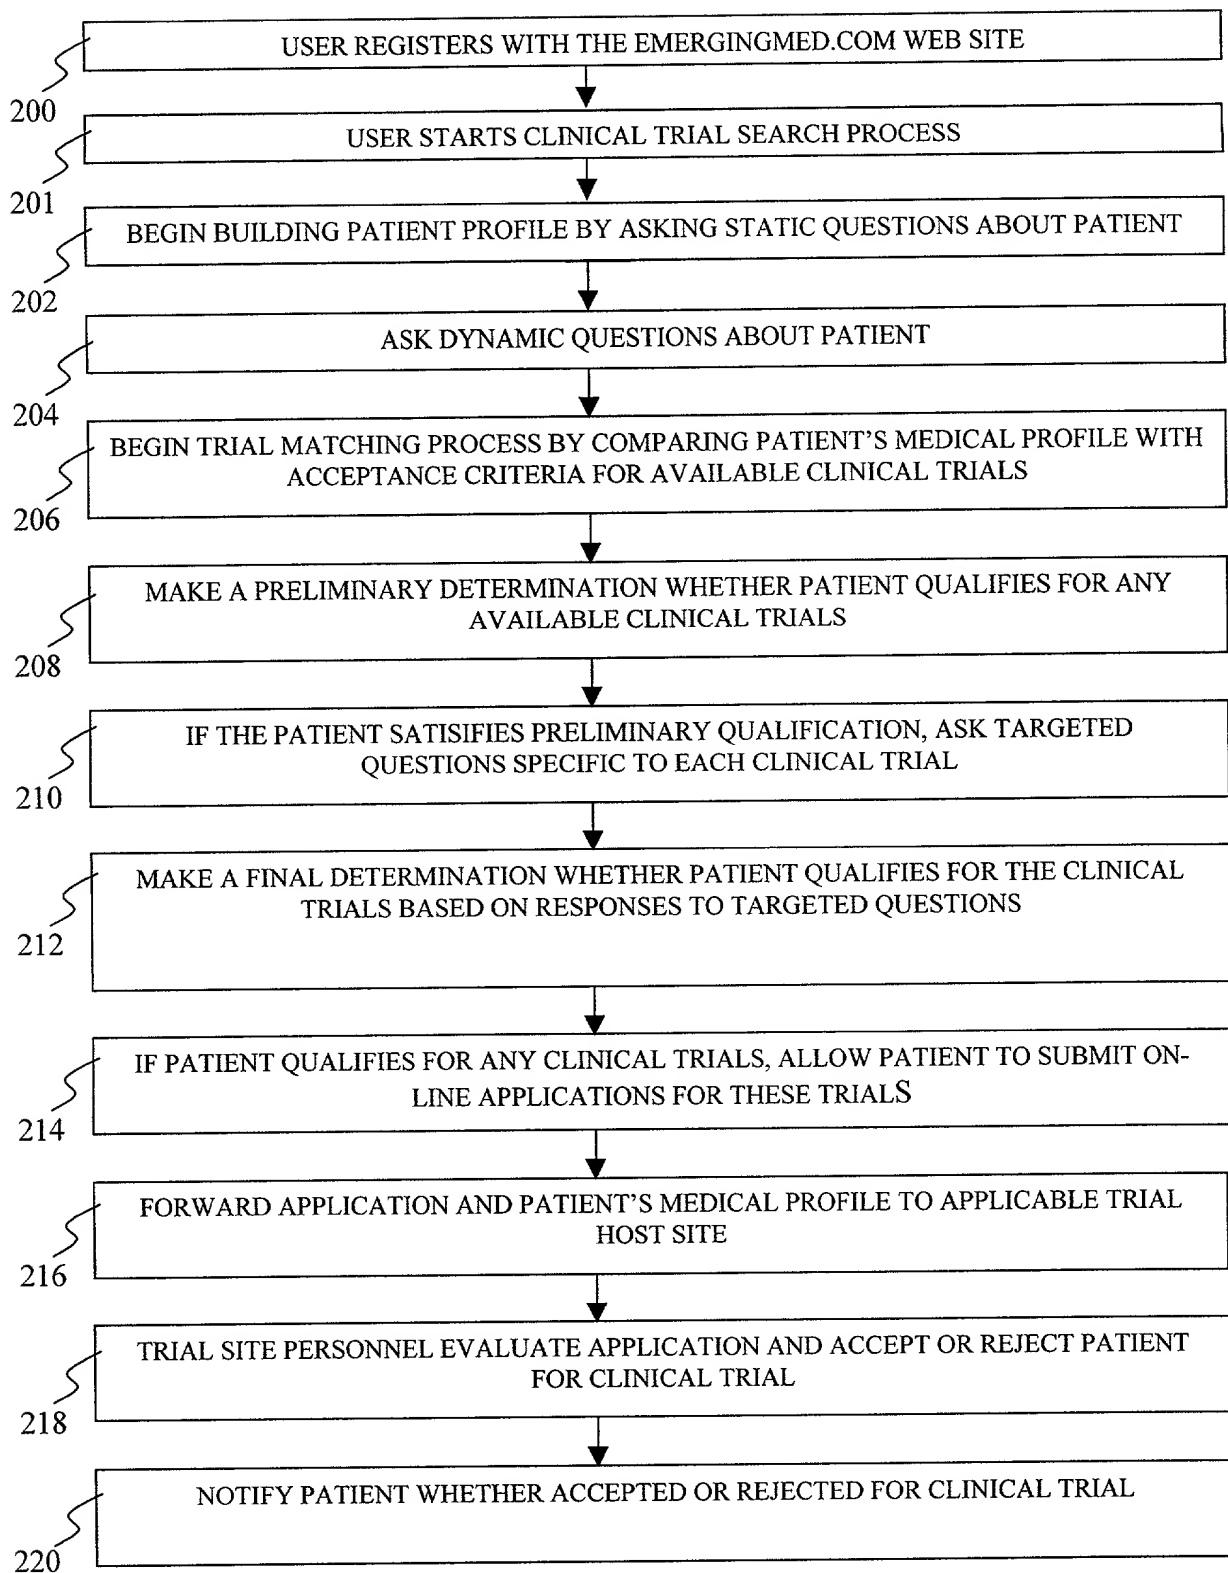 USER REGISTERS WITH THE EMERGINGMED.COM WEB SITE
200
USER STARTS CLINICAL TRIAL SEARCH PROCESS
201
BEGIN BUILDING PATIENT PROFILE BY ASKING STATIC QUESTIONS ABOUT PATIENT
202
ASK DYNAMIC QUESTIONS ABOUT PATIENT
204
BEGIN TRIAL MATCHING PROCESS BY COMPARING PATIENT'S MEDICAL PROFILE WITH
ACCEPTANCE CRITERIA FOR AVAILABLE CLINICAL TRIALS
206
MAKE A PRELIMINARY DETERMINATION WHETHER PATIENT QUALIFIES FOR ANY
AVAILABLE CLINICAL TRIALS
208
IF THE PATIENT SATISIFIES PRELIMINARY QUALIFICATION, ASK TARGETED
QUESTIONS SPECIFIC TO EACH CLINICAL TRIAL
210
MAKE A FINAL DETERMINATION WHETHER PATIENT QUALIFIES FOR THE CLINICAL
TRIALS BASED ON RESPONSES TO TARGETED QUESTIONS
212
IF PATIENT QUALIFIES FOR ANY CLINICAL TRIALS, ALLOW PATIENT TO SUBMIT ON-
LINE APPLICATIONS FOR THESE TRIALS
214
FORWARD APPLICATION AND PATIENT'S MEDICAL PROFILE TO APPLICABLE TRIAL
HOST SITE
216
TRIAL SITE PERSONNEL EVALUATE APPLICATION AND ACCEPT OR REJECT PATIENT
FOR CLINICAL TRIAL
218
NOTIFY PATIENT WHETHER ACCEPTED OR REJECTED FOR CLINICAL TRIAL
220